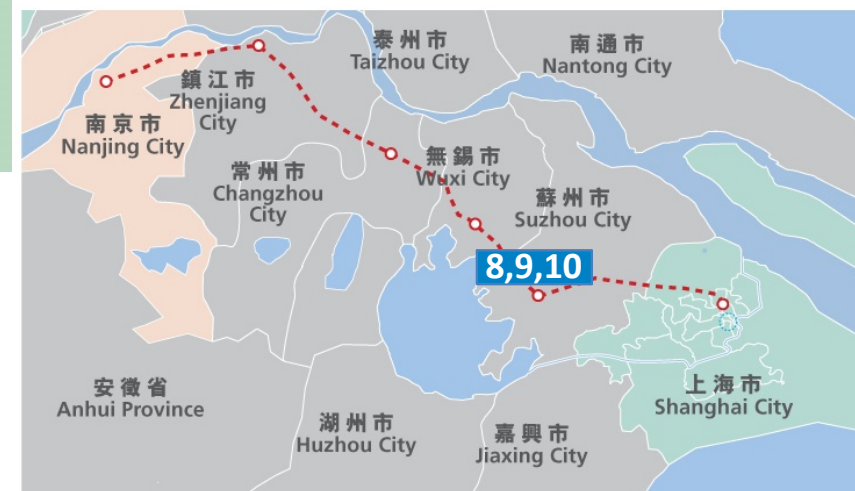 泰州市
Taizhou City
南通市
Nantong City
鎮江市
Zhenjiang
City
南京市
Nanjing City
無錫市
Wuxi City
常州市
Changzhou
City
蘇州市
Suzhou City
8,9,10
安徽省
Anhui Province
上海市
Shanghai City
湖州市
Huzhou City
嘉興市
Jiaxing City